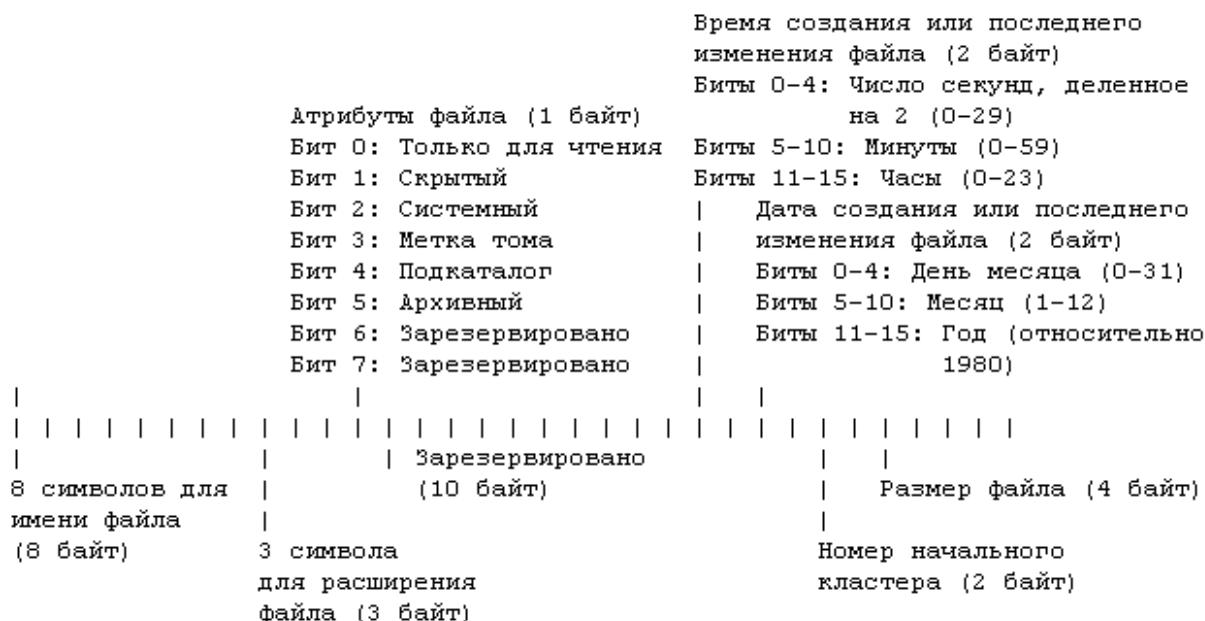 Время создания или последнего
изменения файла (2 байт)
Биты 0-4: Число секунд, деленное
на 2 (0-29)
Биты 5-10: Минуты (0-59)
Биты 11-15: Часы (0-23)
Атрибуты файла (1 байт)
Бит 0: Только для чтения
Бит 1: Скрытый
Бит 2: Системный
Бит 3: Метка тома
Бит 4: Подкаталог
Бит 5: Архивный
Бит 6: Зарезервировано
Бит 7: Зарезервировано
Дата создания или последнего
изменения файла (2 байт)
Биты 0-4: День месяца (0-31)
Биты 5-10: Месяц (1-12)
Биты 11-15: Год (относительно
1980)
8 символов для
имени файла
(8 байт)
3 символа
для расширения
файла (3 байт)
Зарезервировано
(10 байт)
Номер начального
кластера (2 байт)
Размер файла (4 байт)